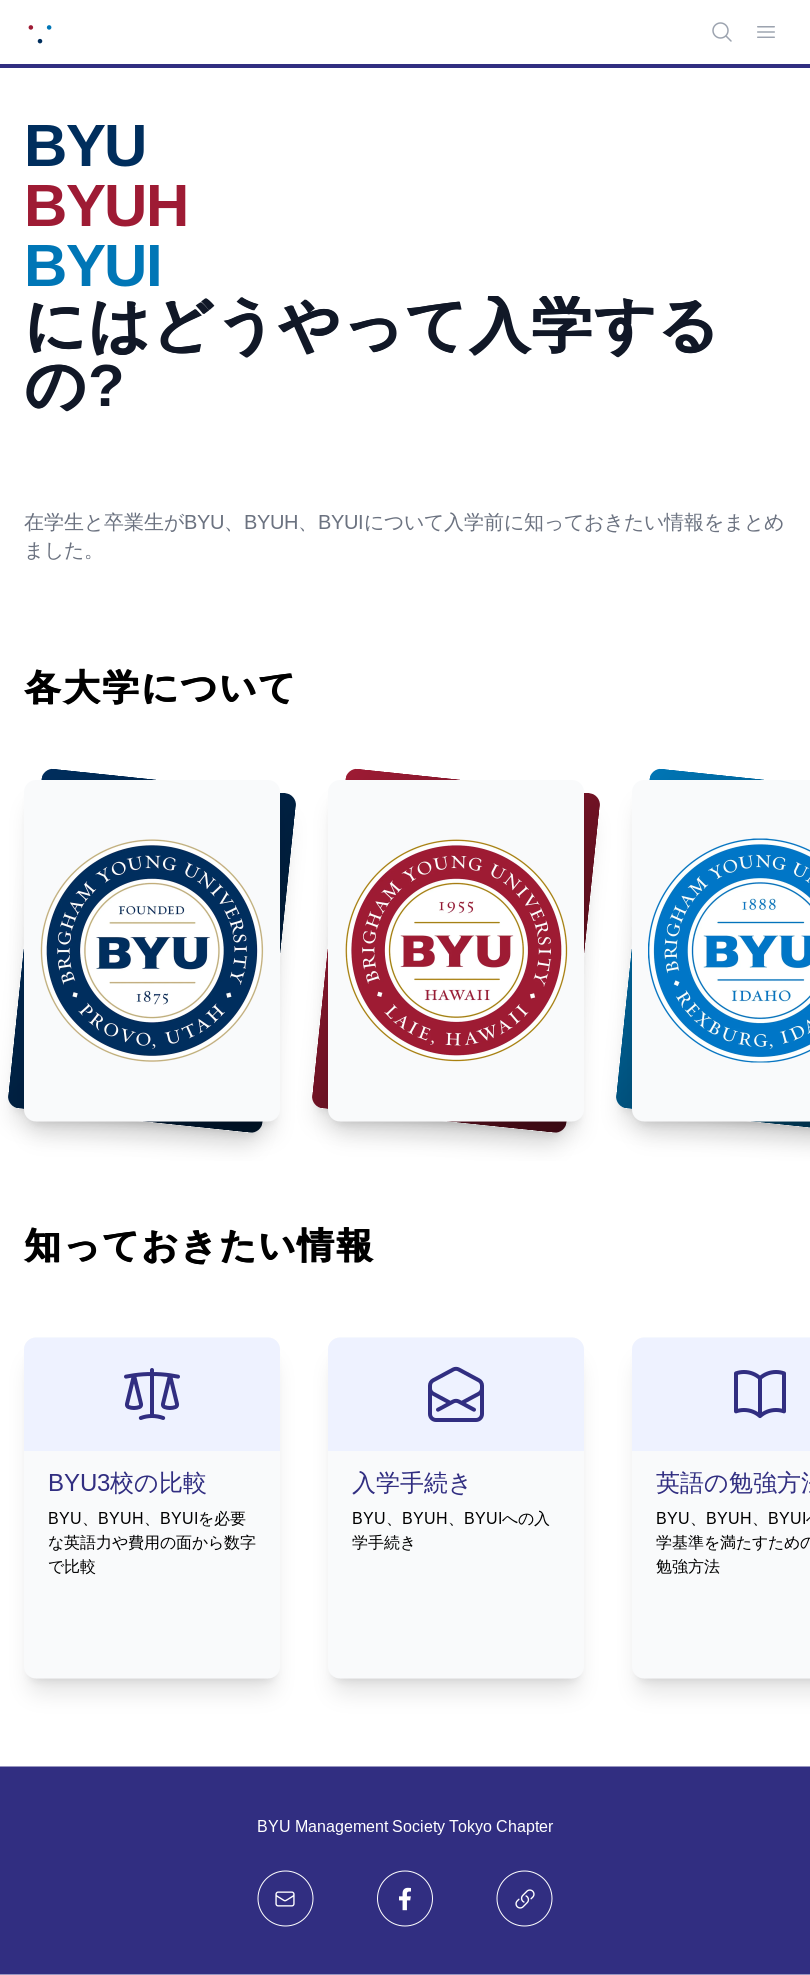 BYU
BYUH
BYUI
にはどうやって入学する
の?
在学生と卒業生がBYU、BYUH、BYUIについて入学前に知っておきたい情報をまとめ
ました。
各大学について
BRIGHAM YOUNG UNIVERSITY
FOUNDED
BYU
1875
PROVO, UTAH
BRIGHAM YOUNG UNIVERSITY
1955
BYU
HAWAII
LAIE, HAWAII
BRIGHAM YOUNG
1888
BYU
IDAHO
REXBURG,
知っておきたい情報
BYU3校の比較
BYU、BYUH、BYUIを必要
な英語力や費用の面から数字
で比較
入学手続き
BYU、BYUH、BYUIへの入
学手続き
英語の勉強方法
BYU、BYUH、BYUI
学基準を満たすための
勉強方法
BYU Management Society Tokyo Chapter